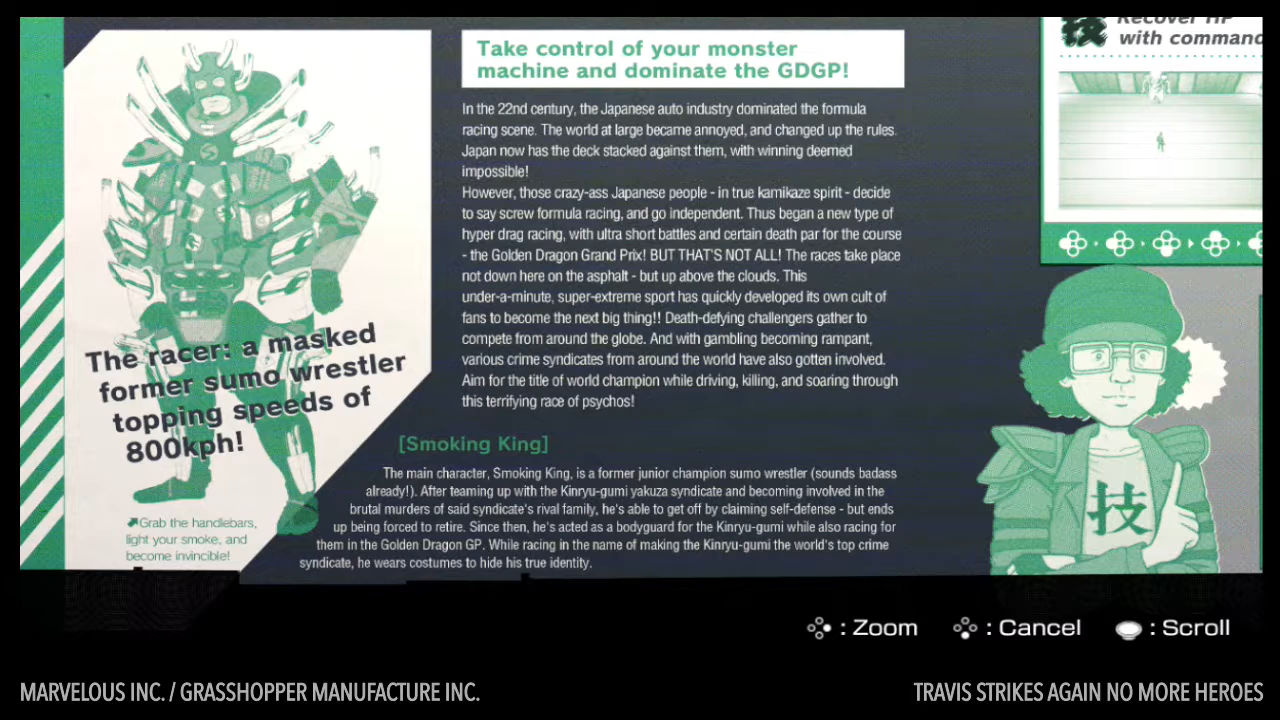 Take control of your monster
machine and dominate the GDGP!
In the 22nd century, the Japanese auto industry dominated the formula
racing scene. The world at large became annoyed, and changed up the rules.
Japan now has the deck stacked against them, with winning deemed
impossible!
However, those crazy-ass Japanese people - in true kamikaze spirit - decide
to say screw formula racing, and go independent. Thus began a new type of
hyper drag racing, with ultra short battles and certain death par for the course
- the Golden Dragon Grand Prix! BUT THAT'S NOT ALL! The races take place
not down here on the asphalt - but up above the clouds. This
under-a-minute, super-extreme sport has quickly developed its own cult of
fans to become the next big thing!! Death-defying challengers gather to
compete from around the globe. And with gambling becoming rampant,
various crime syndicates from around the world have also gotten involved.
Aim for the title of world champion while driving, killing, and soaring through
this terrifying race of psychos!
The racer: a masked
former sumo wrestler
topping speeds of
800kph!
Grab the handlebars,
light your smoke, and
become invincible!
[Smoking King]
The main character, Smoking King, is a former junior champion sumo wrestler (sounds badass
already!). After teaming up with the Kinryu-gumi yakuza syndicate and becoming involved in the
brutal murders of said syndicate's rival family, he's able to get off by claiming self-defense - but ends
up being forced to retire. Since then, he's acted as a bodyguard for the Kinryu-gumi while also racing for
them in the Golden Dragon GP. While racing in the name of making the Kinryu-gumi the world's top crime
syndicate, he wears costumes to hide his true identity.
技
Recover HP
with command
技
: Zoom
: Cancel
: Scroll
MARVELOUS INC. / GRASSHOPPER MANUFACTURE INC.
TRAVIS STRIKES AGAIN NO MORE HEROES